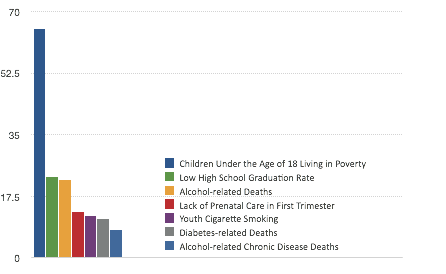 70
52.5
35
17.5
0
Children Under the Age of 18 Living in Poverty
Low High School Graduation Rate
Alcohol-related Deaths
Lack of Prenatal Care in First Trimester
Youth Cigarette Smoking
Diabetes-related Deaths
Alcohol-related Chronic Disease Deaths